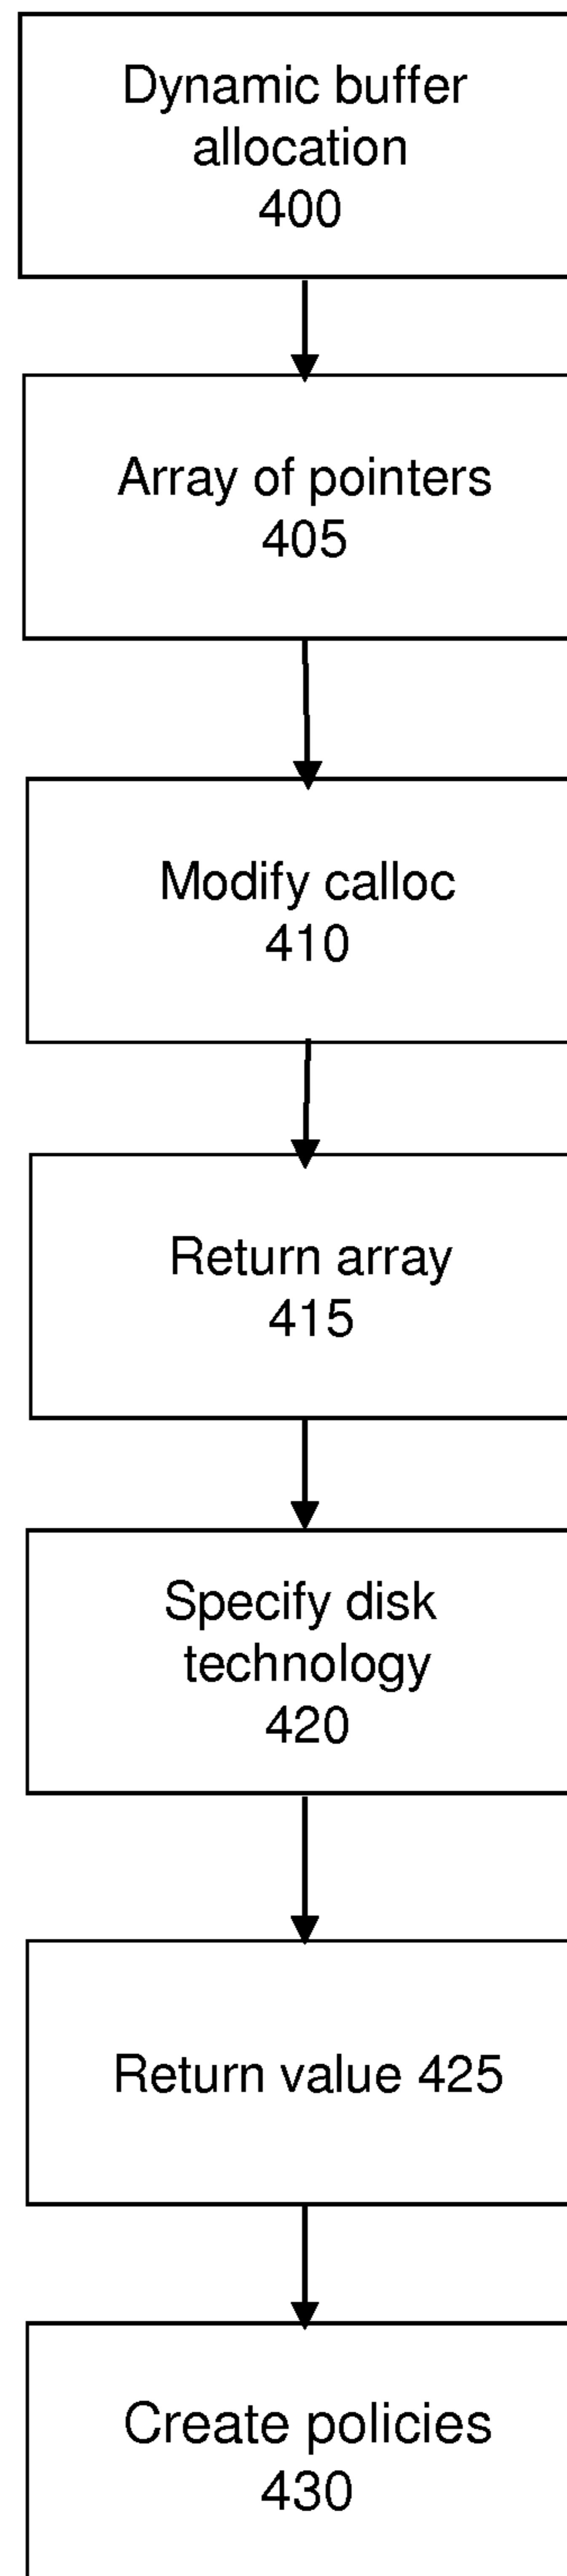 Dynamic buffer
allocation
400
Array of pointers
405
Modify calloc
410
Return array
415
Specify disk
technology
420
Return value 425
Create policies
430